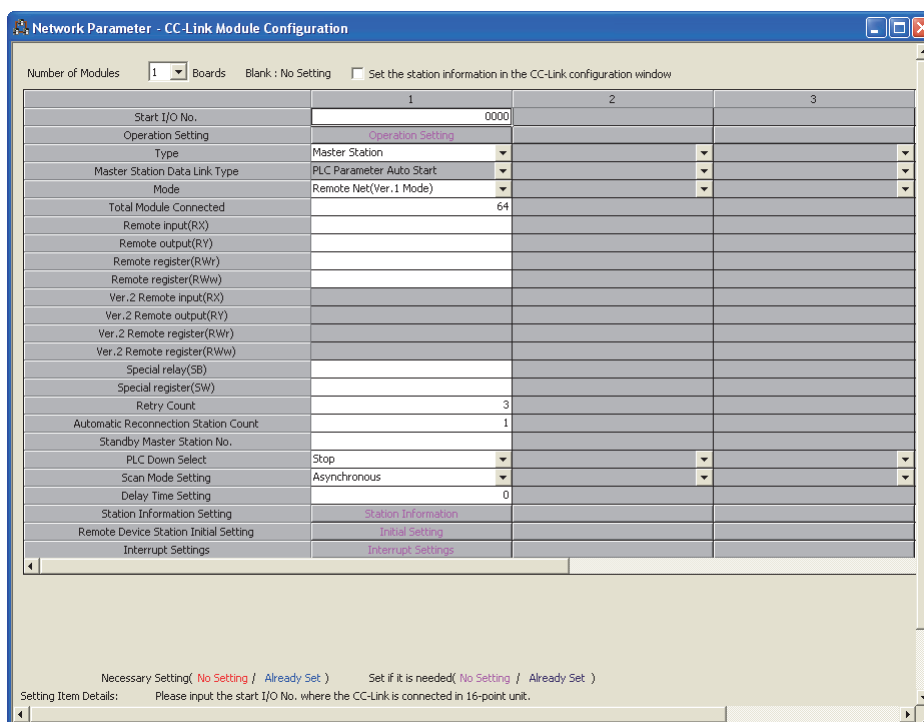 Network Parameter - CC-Link Module Configuration
Number of Modules 1 Boards Blank : No Setting Set the station information in the CC-Link configuration window
1 2 3
Start I/O No. 0000
Operation Setting Operation Setting
Type Master Station
Master Station Data Link Type PLC Parameter Auto Start
Mode Remote Net(Ver.1 Mode)
Total Module Connected 64
Remote input(RX)
Remote output(RY)
Remote register(RWr)
Remote register(RWw)
Ver.2 Remote input(RX)
Ver.2 Remote output(RY)
Ver.2 Remote register(RWr)
Ver.2 Remote register(RWw)
Special relay(SB)
Special register(SW)
Retry Count 3
Automatic Reconnection Station Count 1
Standby Master Station No.
PLC Down Select Stop
Scan Mode Setting Asynchronous
Delay Time Setting 0
Station Information Setting Station Information
Remote Device Station Initial Setting Initial Setting
Interrupt Settings Interrupt Settings
Necessary Setting( No Setting / Already Set ) Set if it is needed( No Setting / Already Set )
Setting Item Details: Please input the start I/O No. where the CC-Link is connected in 16-point unit.